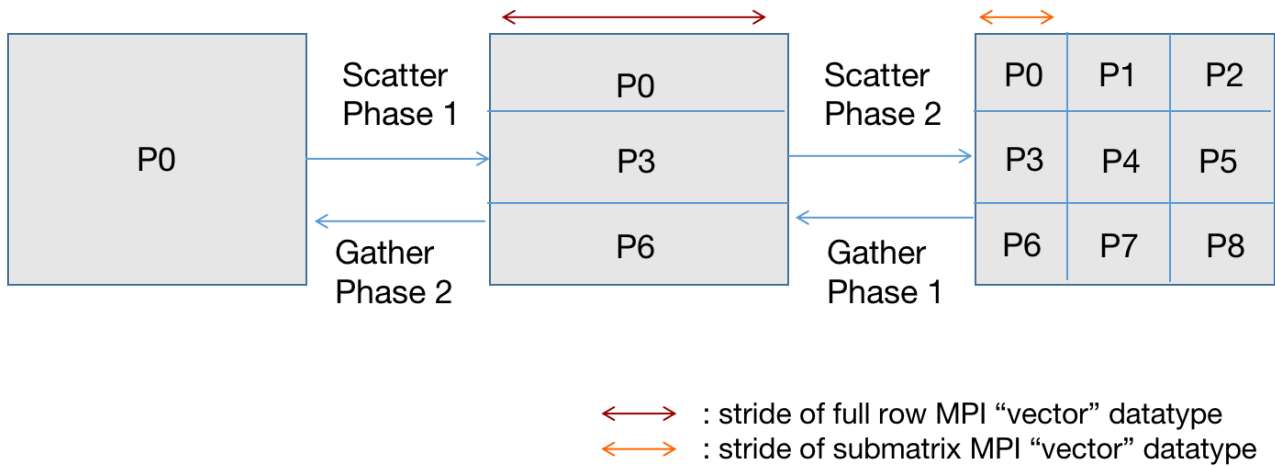 P0
Scatter
Phase 1
Gather
Phase 2
P0
P3
P6
Scatter
Phase 2
Gather
Phase 1
P0 P1 P2
P3 P4 P5
P6 P7 P8
: stride of full row MPI “vector” datatype
: stride of submatrix MPI “vector” datatype